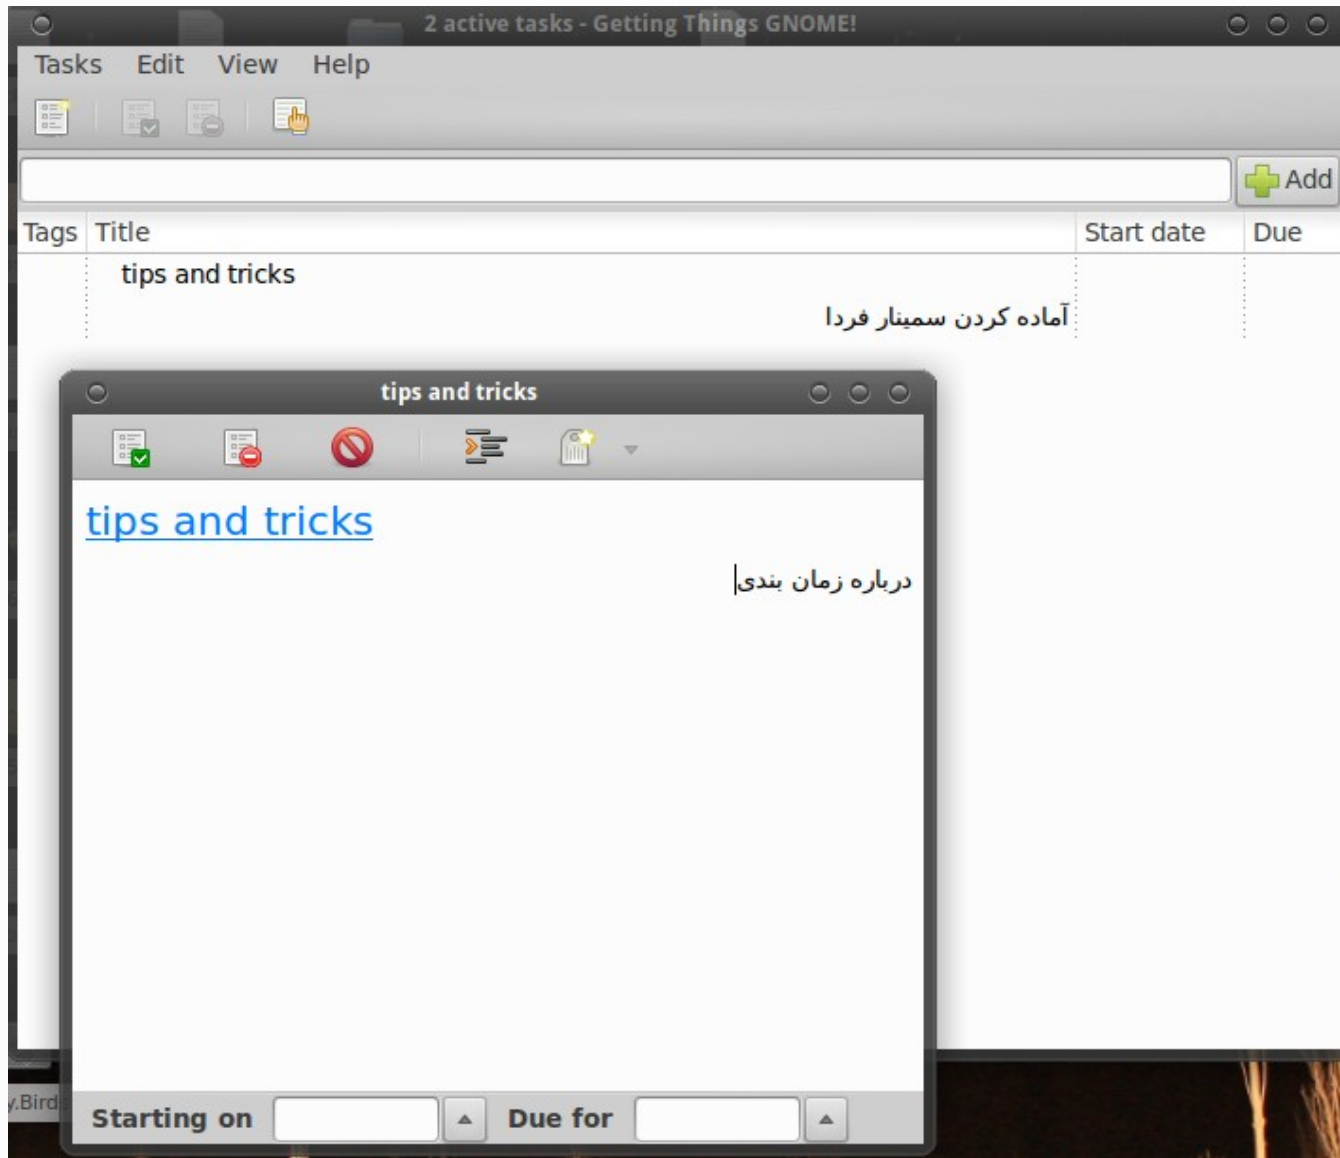 2 active tasks - Getting Things GNOME!
Tasks Edit View Help
Add
Tags Title Start date Due
tips and tricks
آماده کردن سمینار فردا
tips and tricks
tips and tricks
درباره زمان بندی
y.Bird
Starting on Due for